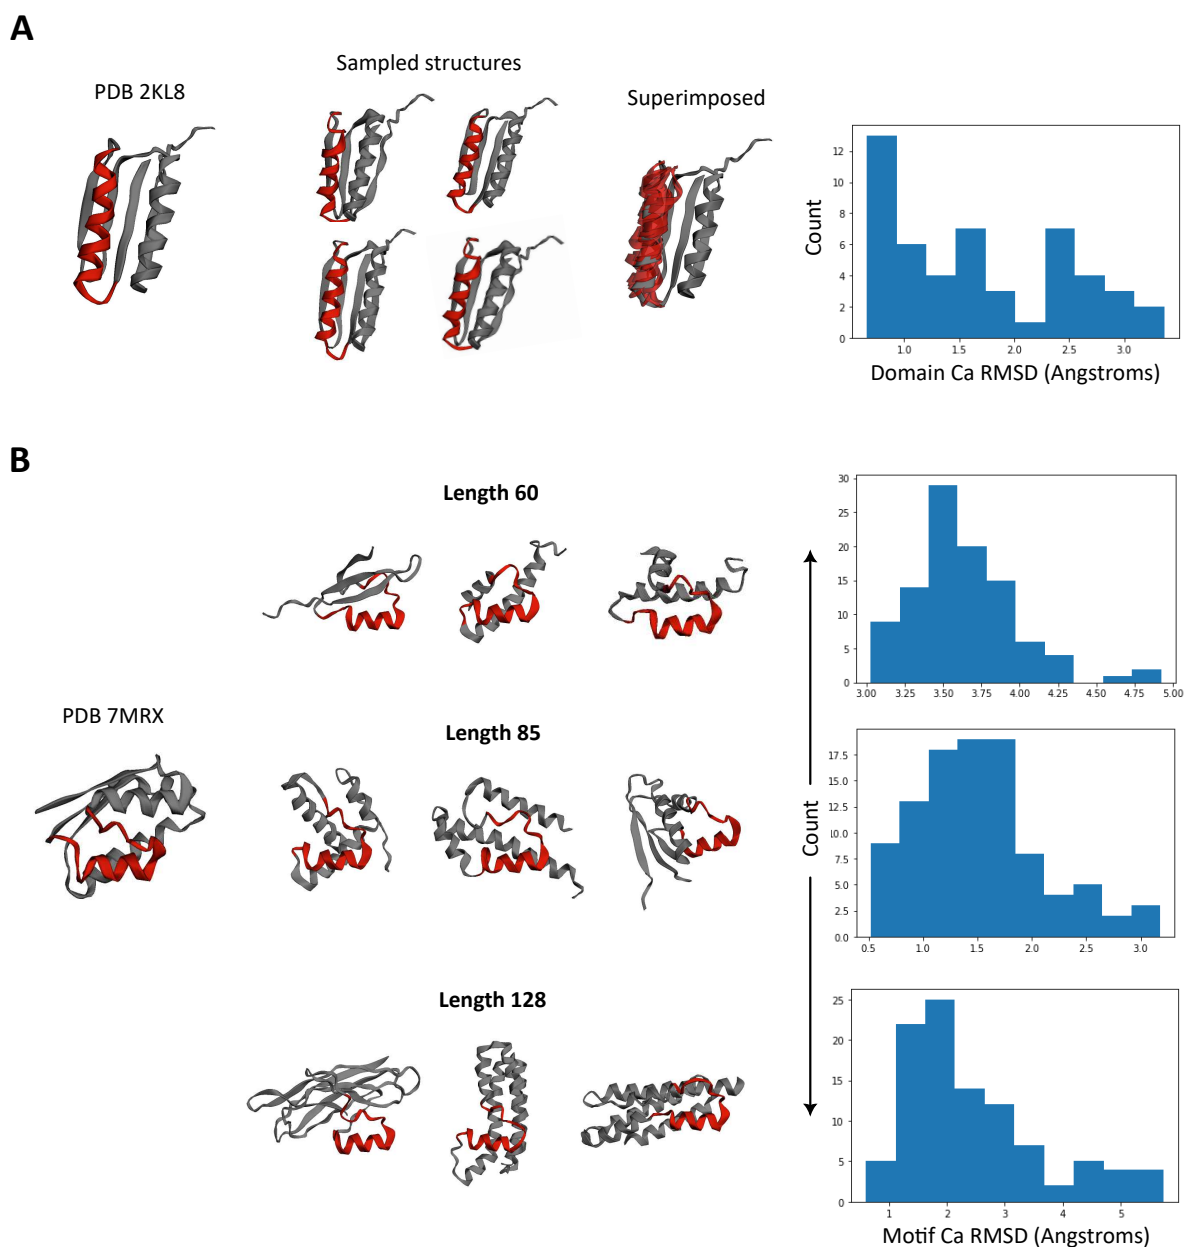 A
PDB 2KL8
Sampled structures
Superimposed
Count
12
10
8
6
4
2
0
1.0 1.5 2.0 2.5 3.0
Domain Ca RMSD (Angstroms)
B
Length 60
30
25
20
15
10
5
0
3.00 3.25 3.50 3.75 4.00 4.25 4.50 4.75 5.00
PDB 7MRX
Length 85
Count
17.5
15.0
12.5
10.0
7.5
5.0
2.5
0.0
0.5 1.0 1.5 2.0 2.5 3.0
Length 128
25
20
15
10
5
0
1 2 3 4 5
Motif Ca RMSD (Angstroms)